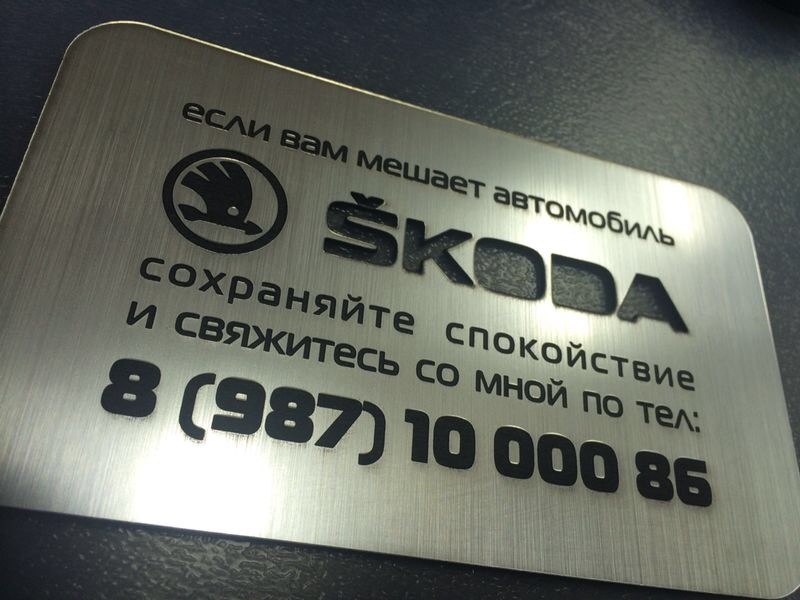 если вам мешает автомобиль
ŠKODA
сохраняйте спокойствие
и свяжитесь со мной по тел:
8 (987) 10 000 86